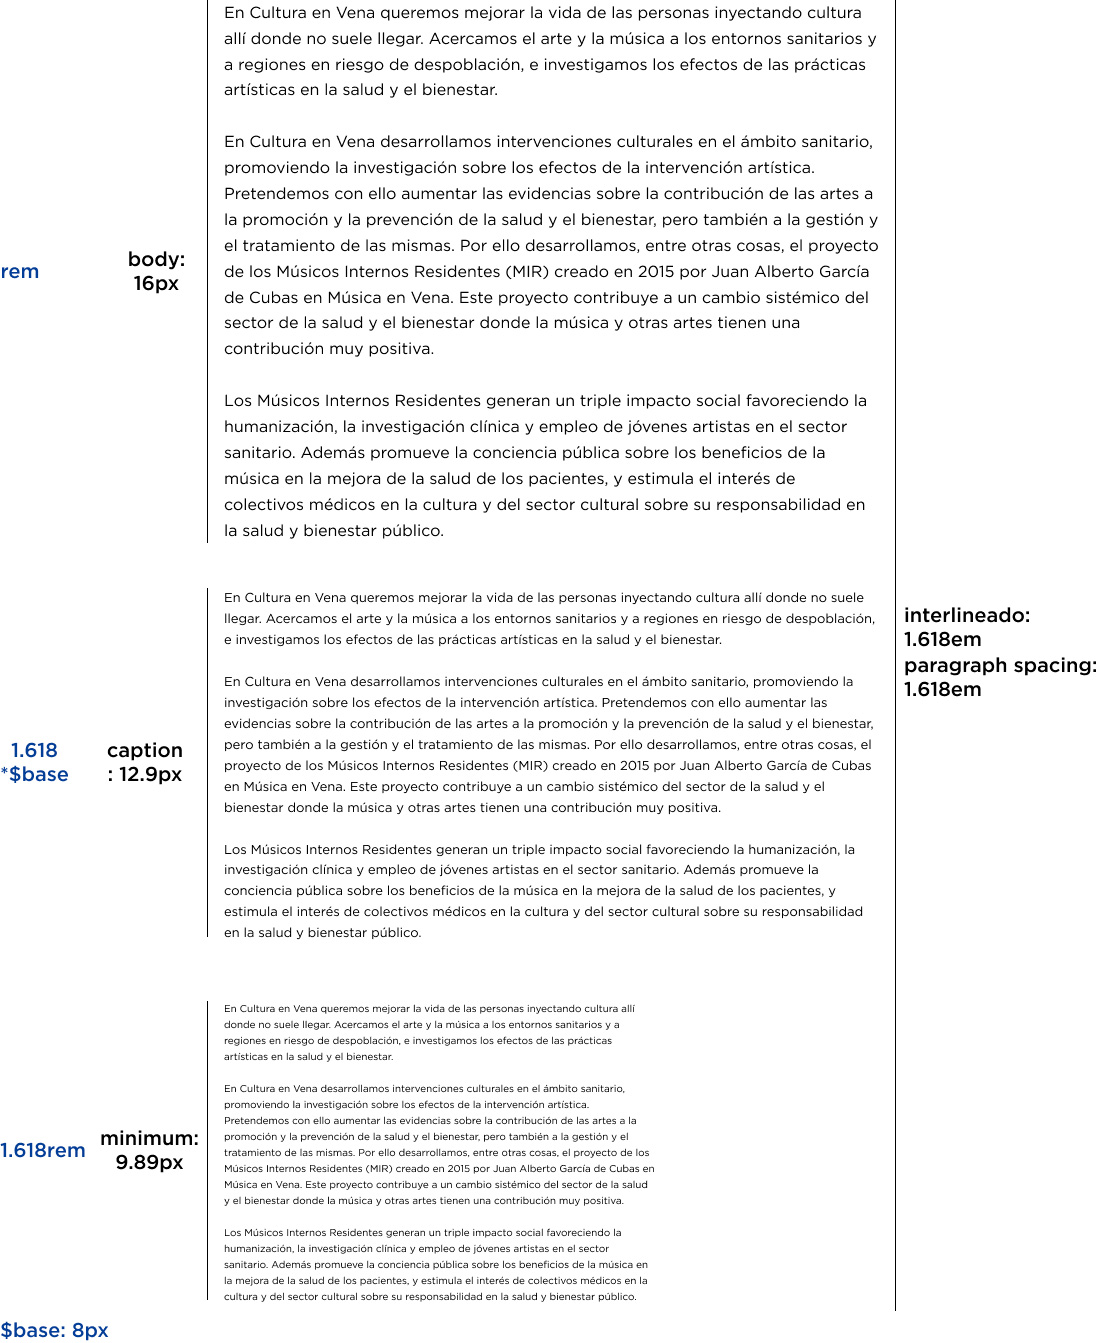 En Cultura en Vena queremos mejorar la vida de las personas inyectando cultura
allí donde no suele llegar. Acercamos el arte y la música a los entornos sanitarios y
a regiones en riesgo de despoblación, e investigamos los efectos de las prácticas
artísticas en la salud y el bienestar.
En Cultura en Vena desarrollamos intervenciones culturales en el ámbito sanitario,
promoviendo la investigación sobre los efectos de la intervención artística.
Pretendemos con ello aumentar las evidencias sobre la contribución de las artes a
la promoción y la prevención de la salud y el bienestar, pero también a la gestión y
el tratamiento de las mismas. Por ello desarrollamos, entre otras cosas, el proyecto
de los Músicos Internos Residentes (MIR) creado en 2015 por Juan Alberto García
de Cubas en Música en Vena. Este proyecto contribuye a un cambio sistémico del
sector de la salud y el bienestar donde la música y otras artes tienen una
contribución muy positiva.
Los Músicos Internos Residentes generan un triple impacto social favoreciendo la
humanización, la investigación clínica y empleo de jóvenes artistas en el sector
sanitario. Además promueve la conciencia pública sobre los beneficios de la
música en la mejora de la salud de los pacientes, y estimula el interés de
colectivos médicos en la cultura y del sector cultural sobre su responsabilidad en
la salud y bienestar público.
rem
body:
16px
En Cultura en Vena queremos mejorar la vida de las personas inyectando cultura allí donde no suele
llegar. Acercamos el arte y la música a los entornos sanitarios y a regiones en riesgo de despoblación,
e investigamos los efectos de las prácticas artísticas en la salud y el bienestar.
En Cultura en Vena desarrollamos intervenciones culturales en el ámbito sanitario, promoviendo la
investigación sobre los efectos de la intervención artística. Pretendemos con ello aumentar las
evidencias sobre la contribución de las artes a la promoción y la prevención de la salud y el bienestar,
pero también a la gestión y el tratamiento de las mismas. Por ello desarrollamos, entre otras cosas, el
proyecto de los Músicos Internos Residentes (MIR) creado en 2015 por Juan Alberto García de Cubas
en Música en Vena. Este proyecto contribuye a un cambio sistémico del sector de la salud y el
bienestar donde la música y otras artes tienen una contribución muy positiva.
Los Músicos Internos Residentes generan un triple impacto social favoreciendo la humanización, la
investigación clínica y empleo de jóvenes artistas en el sector sanitario. Además promueve la
conciencia pública sobre los beneficios de la música en la mejora de la salud de los pacientes, y
estimula el interés de colectivos médicos en la cultura y del sector cultural sobre su responsabilidad
en la salud y bienestar público.
1.618
*$base
caption
: 12.9px
interlineado:
1.618em
paragraph spacing:
1.618em
En Cultura en Vena queremos mejorar la vida de las personas inyectando cultura allí
donde no suele llegar. Acercamos el arte y la música a los entornos sanitarios y a
regiones en riesgo de despoblación, e investigamos los efectos de las prácticas
artísticas en la salud y el bienestar.
En Cultura en Vena desarrollamos intervenciones culturales en el ámbito sanitario,
promoviendo la investigación sobre los efectos de la intervención artística.
Pretendemos con ello aumentar las evidencias sobre la contribución de las artes a la
promoción y la prevención de la salud y el bienestar, pero también a la gestión y el
tratamiento de las mismas. Por ello desarrollamos, entre otras cosas, el proyecto de los
Músicos Internos Residentes (MIR) creado en 2015 por Juan Alberto García de Cubas en
Música en Vena. Este proyecto contribuye a un cambio sistémico del sector de la salud
y el bienestar donde la música y otras artes tienen una contribución muy positiva.
Los Músicos Internos Residentes generan un triple impacto social favoreciendo la
humanización, la investigación clínica y empleo de jóvenes artistas en el sector
sanitario. Además promueve la conciencia pública sobre los beneficios de la música en
la mejora de la salud de los pacientes, y estimula el interés de colectivos médicos en la
cultura y del sector cultural sobre su responsabilidad en la salud y bienestar público.
1.618rem
minimum:
9.89px
$base: 8px